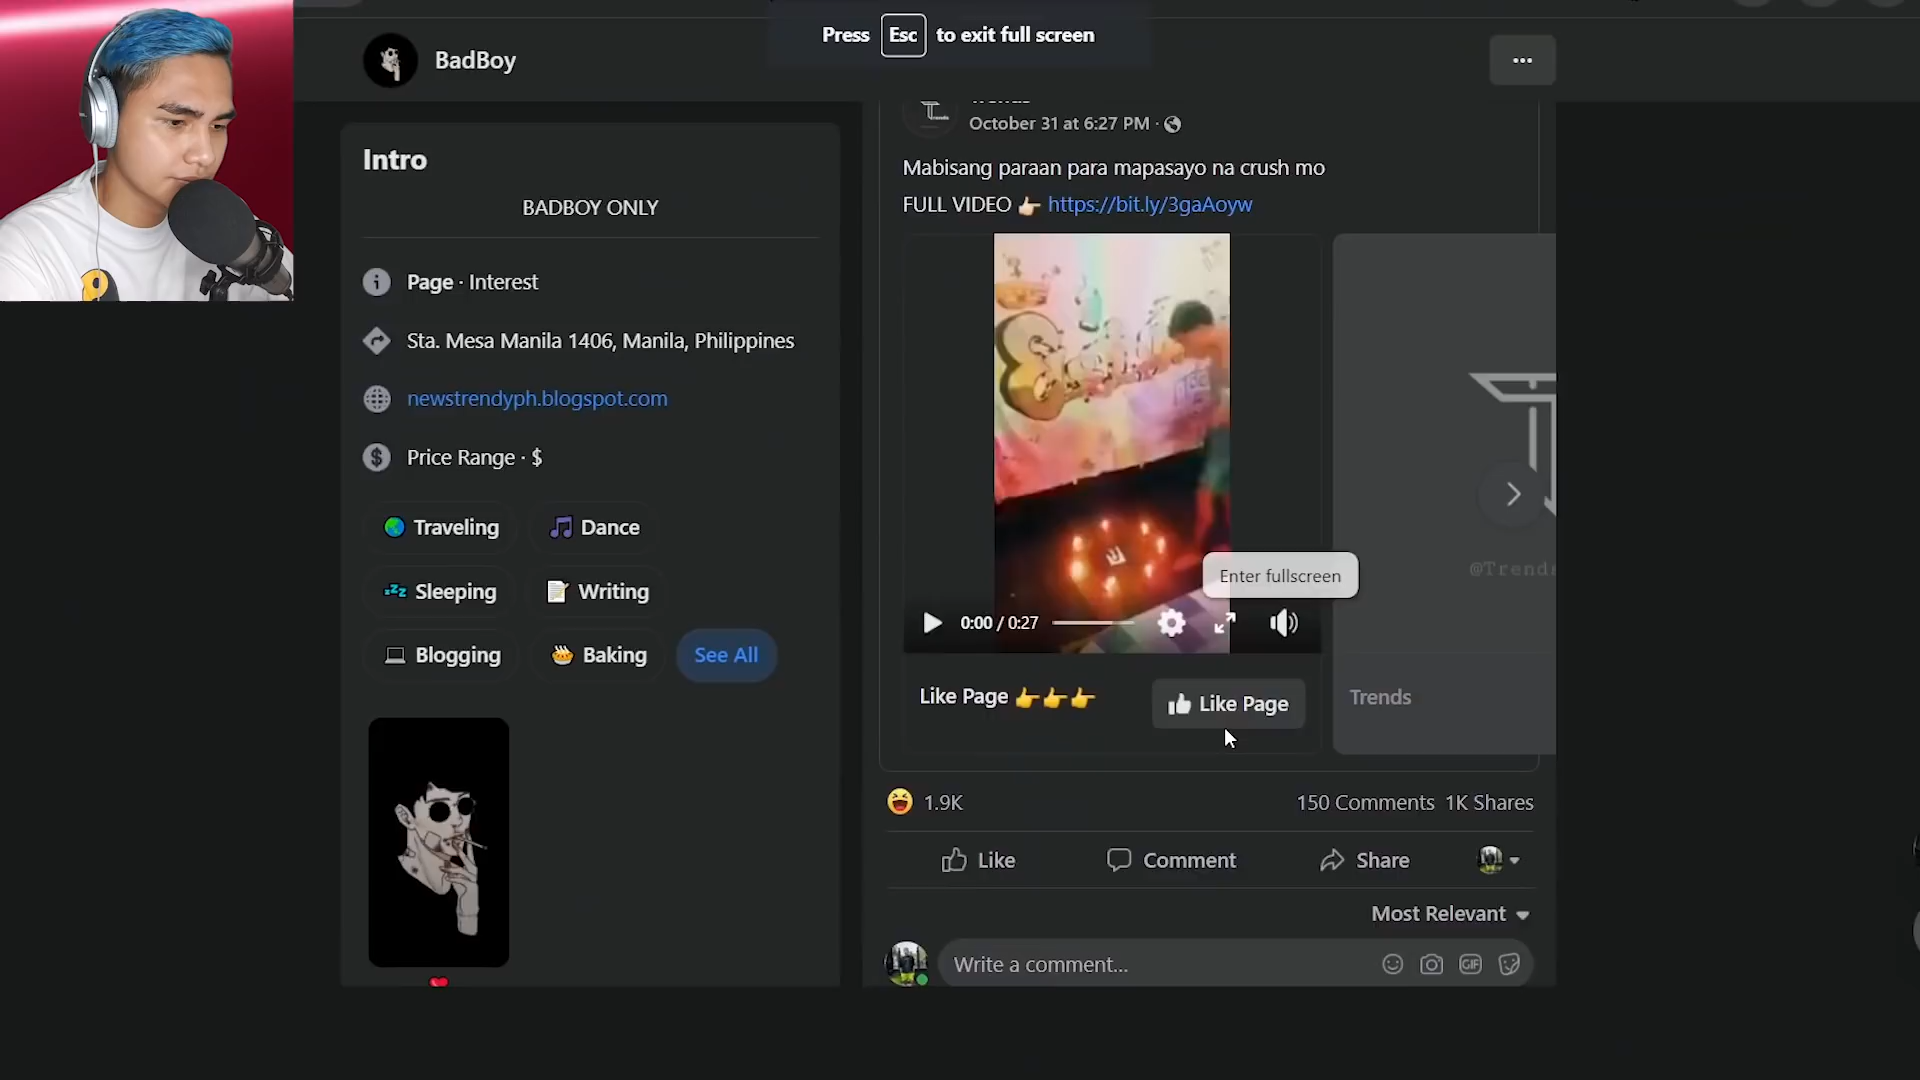 Press Esc to exit full screen
BadBoy
Intro
BADBOY ONLY
Page · Interest
Sta. Mesa Manila 1406, Manila, Philippines
newstrendyph.blogspot.com
Price Range · $
Traveling
Dance
Sleeping
Writing
Blogging
Baking
See All
October 31 at 6:27 PM ·
Mabisang paraan para mapasayo na crush mo
FULL VIDEO 👉🏻 https://bit.ly/3gaAoyw
Enter fullscreen
0:00 / 0:27
Like Page 👉👉👉
Like Page
@Trends
Trends
1.9K
150 Comments 1K Shares
Like
Comment
Share
Most Relevant
Write a comment...
GIF